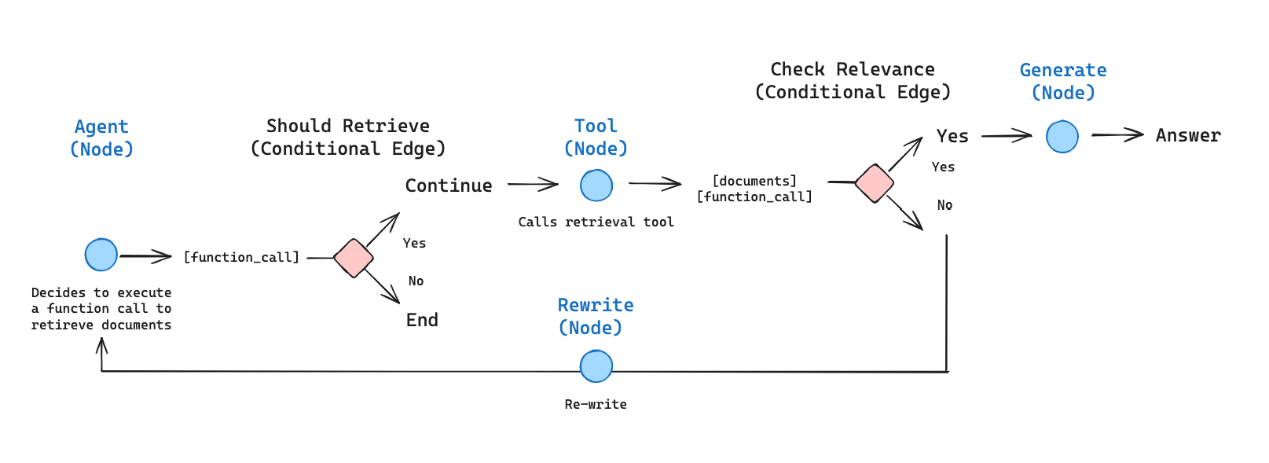 Check Relevance
(Conditional Edge)
Generate
(Node)
Agent
(Node)
Should Retrieve
(Conditional Edge)
Tool
(Node)
Yes
Answer
Yes
Continue
[documents]
[function_call]
No
Calls retrieval tool
Yes
[function_call]
No
Decides to execute
a function call to
retireve documents
End
Rewrite
(Node)
Re-write